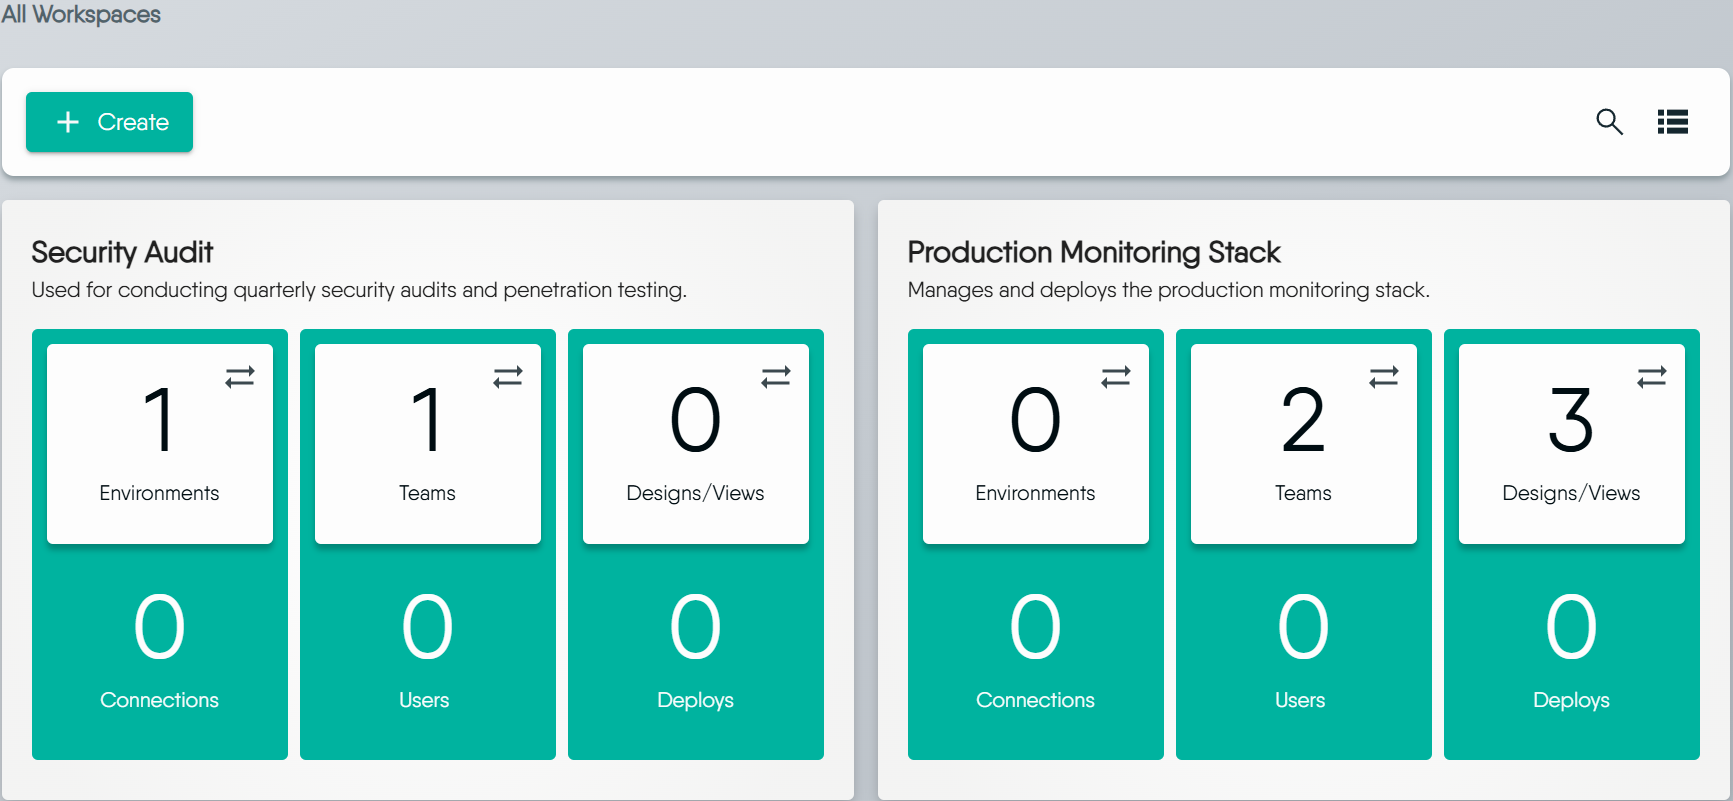 All Workspaces
Create
Security Audit
Used for conducting quarterly security audits and penetration testing.
1
Environments
0
Connections
1
Teams
0
Users
0
Designs/Views
0
Deploys
Production Monitoring Stack
Manages and deploys the production monitoring stack.
0
Environments
0
Connections
2
Teams
0
Users
3
Designs/Views
0
Deploys